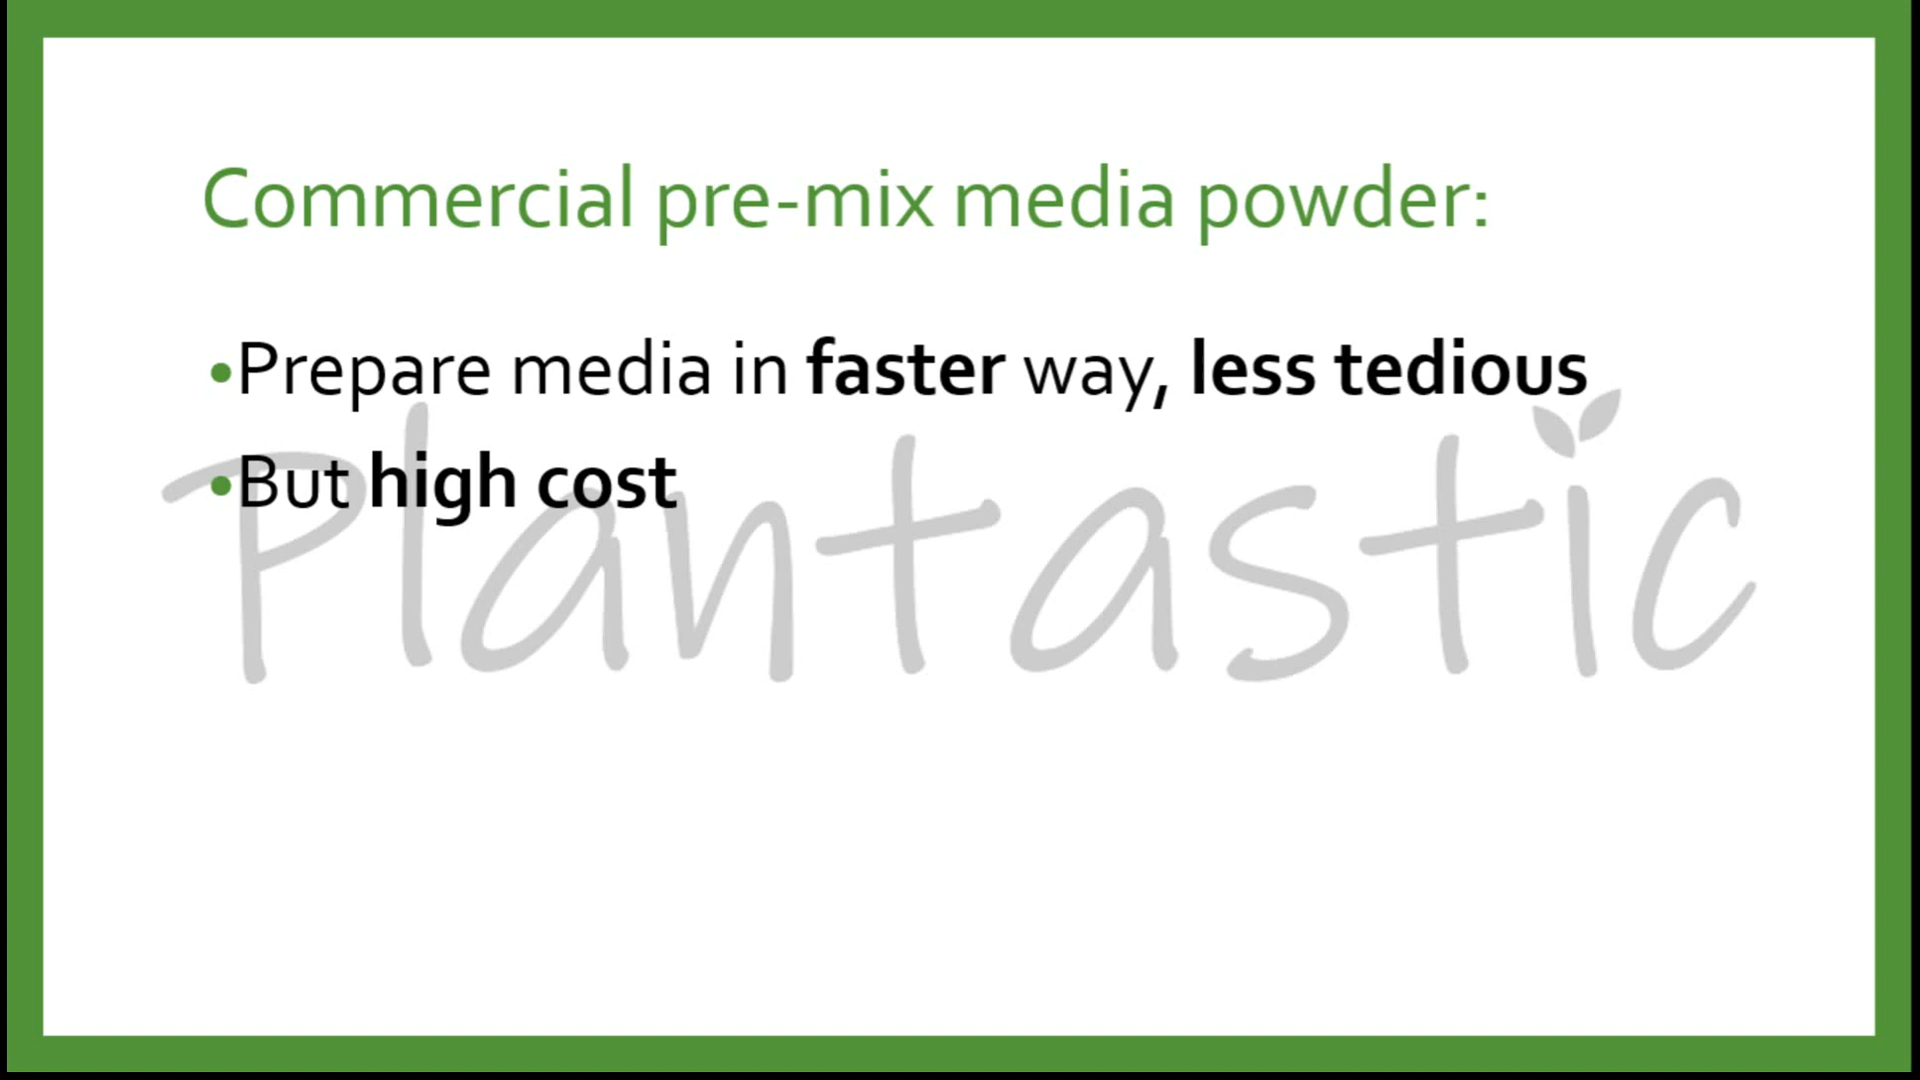 Commercial pre-mix media powder:
•Prepare media in faster way, less tedious
•But high cost
Plantastic